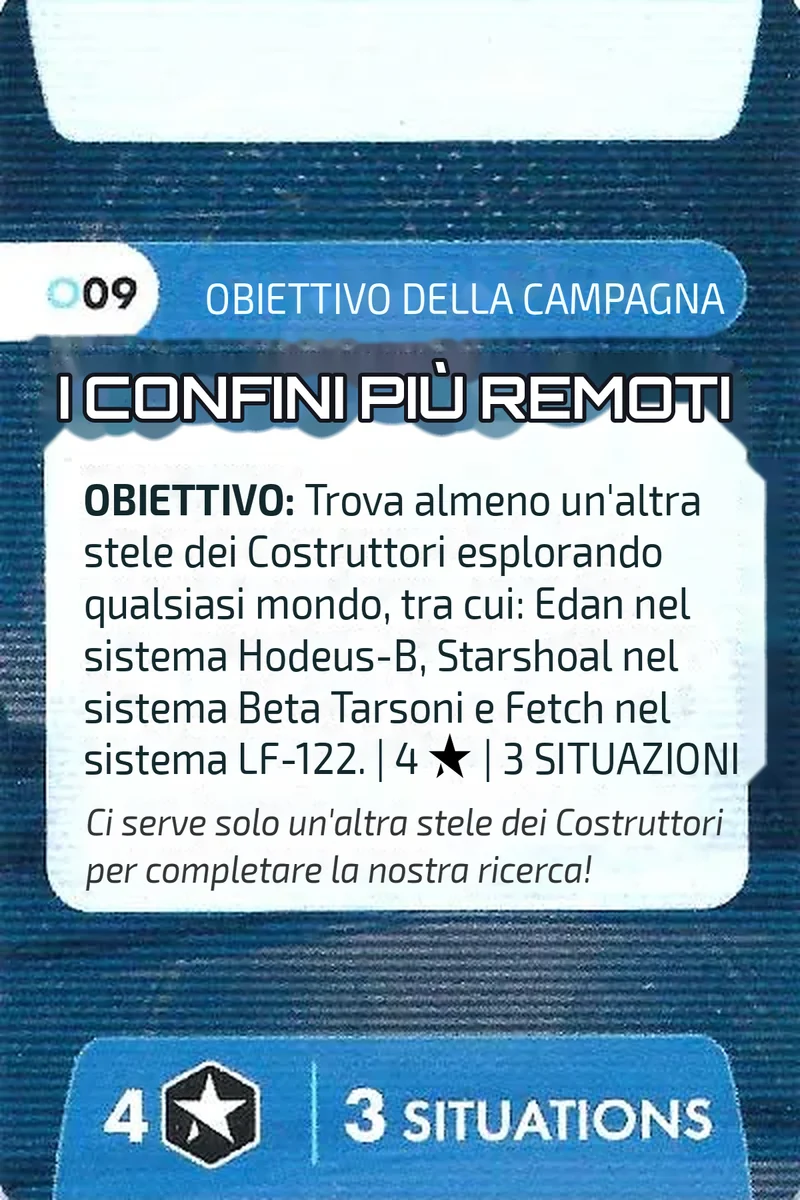 09
OBIETTIVO DELLA CAMPAGNA
I CONFINI PIÙ REMOTI
OBIETTIVO: Trova almeno un'altra
stele dei Costruttori esplorando
qualsiasi mondo, tra cui: Edan nel
sistema Hodeus-B, Starshoal nel
sistema Beta Tarsoni e Fetch nel
sistema LF-122. | 4 ★ | 3 SITUAZIONI
Ci serve solo un'altra stele dei Costruttori
per completare la nostra ricerca!
4 ★ | 3 SITUATIONS